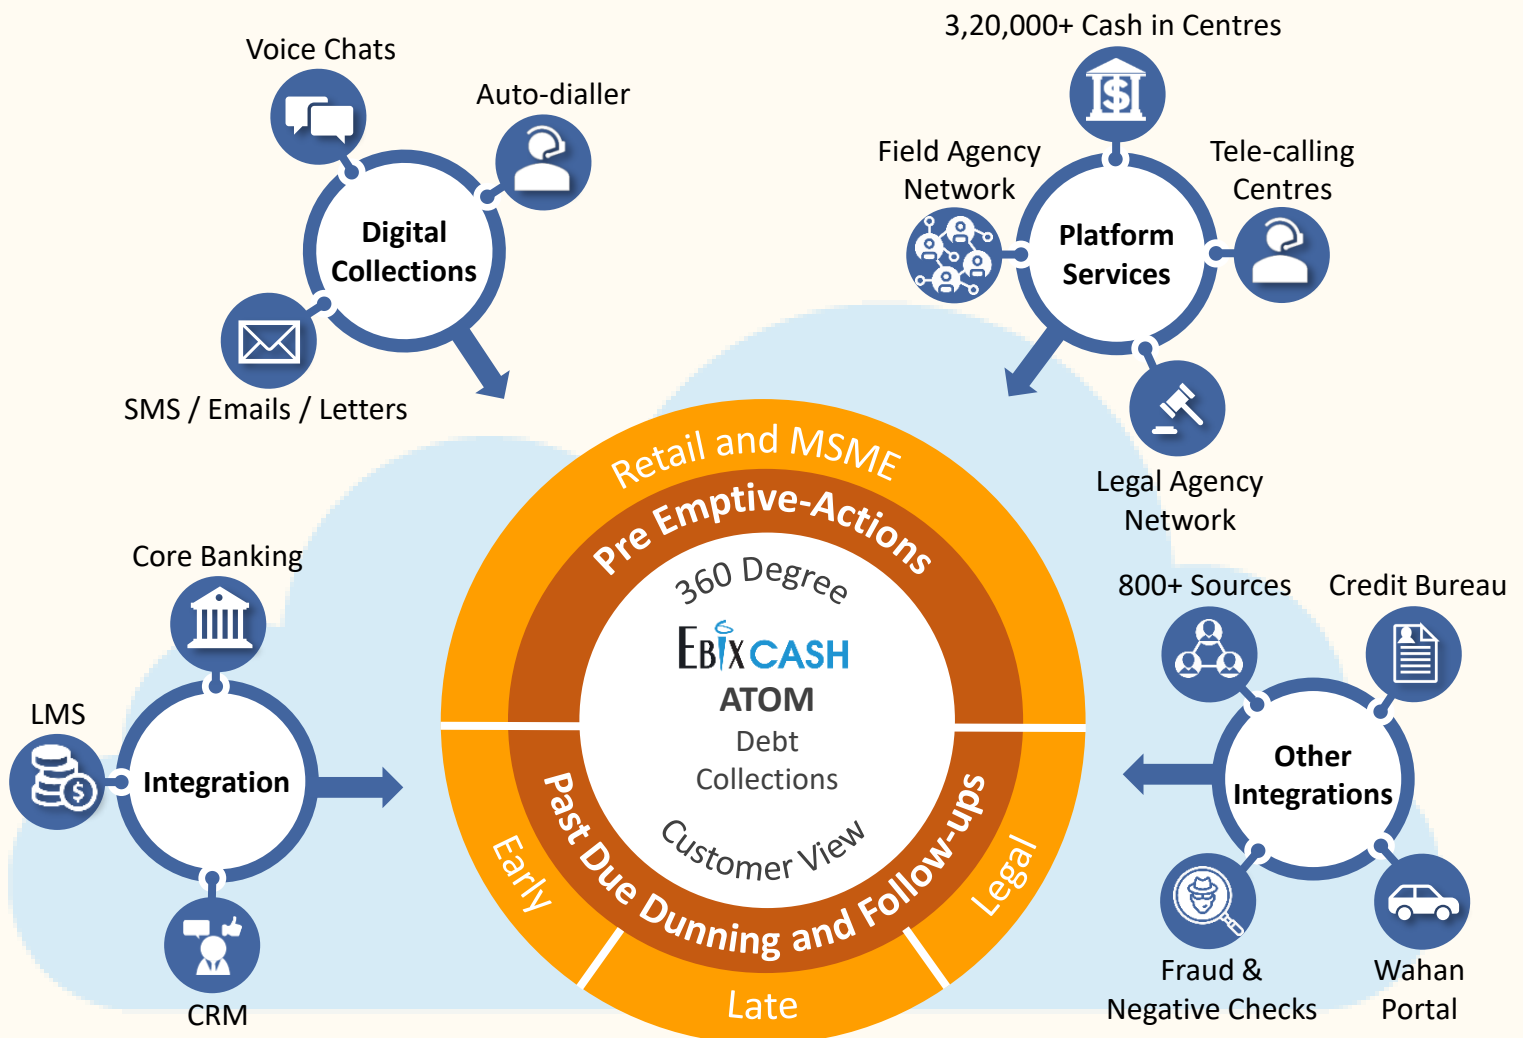 3,20,000+ Cash in Centres
Voice Chats
Auto-dialler
Field Agency
Network
Tele-calling
Centres
Digital
Collections
Platform
Services
SMS / Emails / Letters
Legal Agency
Network
Retail and MSME
Pre Emptive-Actions
360 Degree
EBIXCASH
ATOM
Debt
Collections
Customer View
Past Due Dunning and Follow-ups
Early
Late
Legal
Core Banking
LMS
Integration
CRM
800+ Sources
Credit Bureau
Other
Integrations
Fraud &
Negative Checks
Wahan
Portal